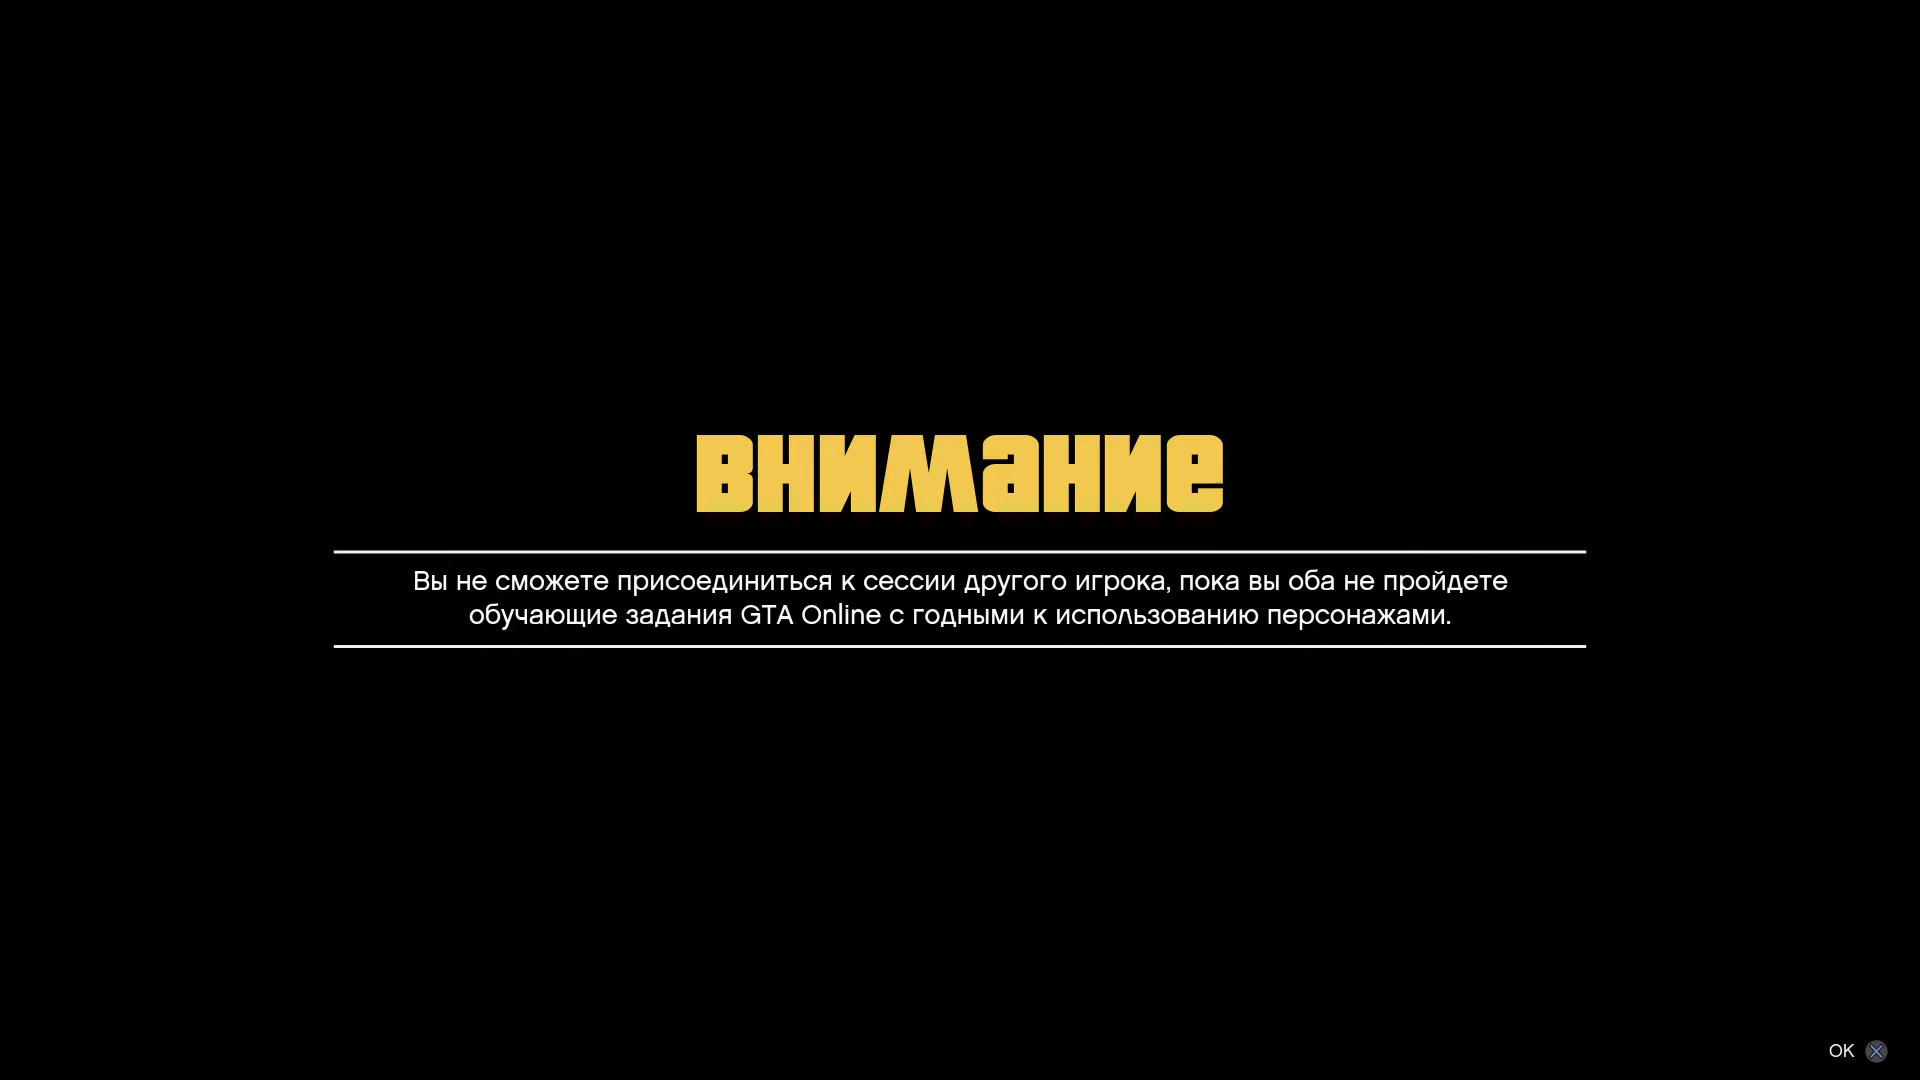 внимание
Вы не сможете присоединиться к сессии другого игрока, пока вы оба не пройдете
обучающие задания GTA Online с годными к использованию персонажами.
OK